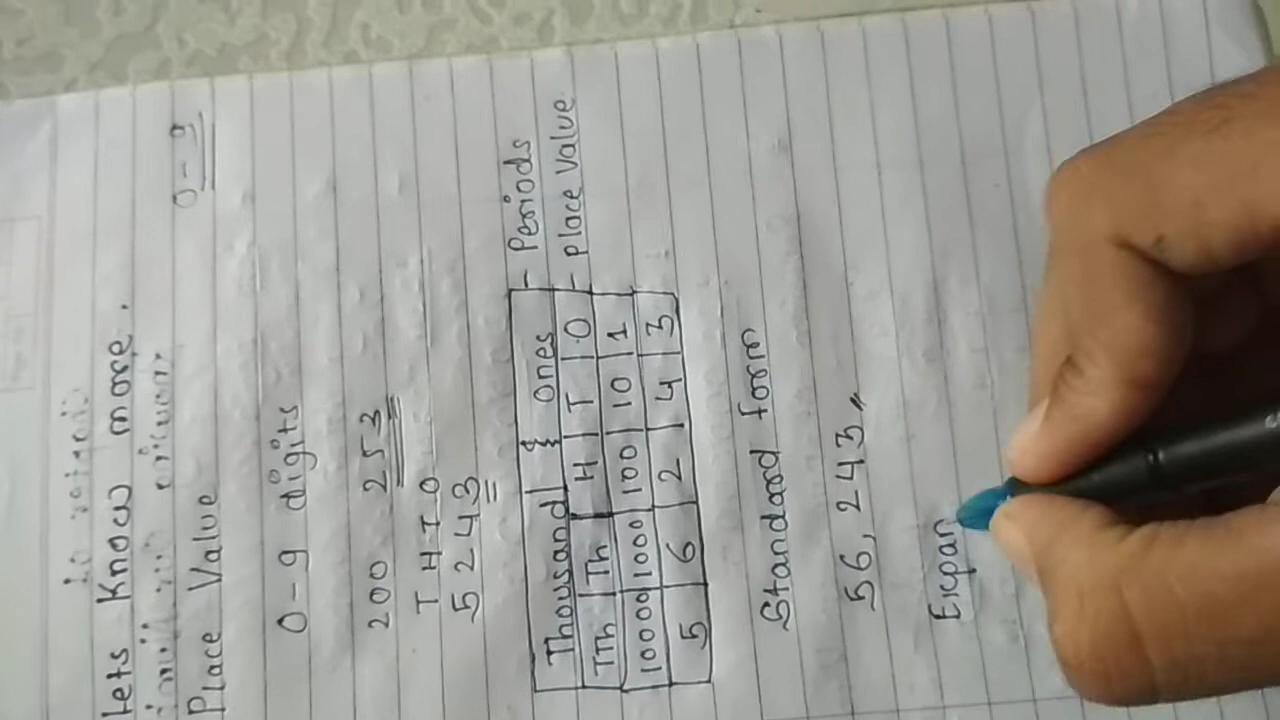 Lets Know more.
0-9
Place Value
0-9 digits
200 253
T H T O
5 2 4 3
Thousand ones - Periods
TTh Th H T O - place value
10000 1000 100 10 1
5 6 2 4 3
Standard form
56,243
Expan